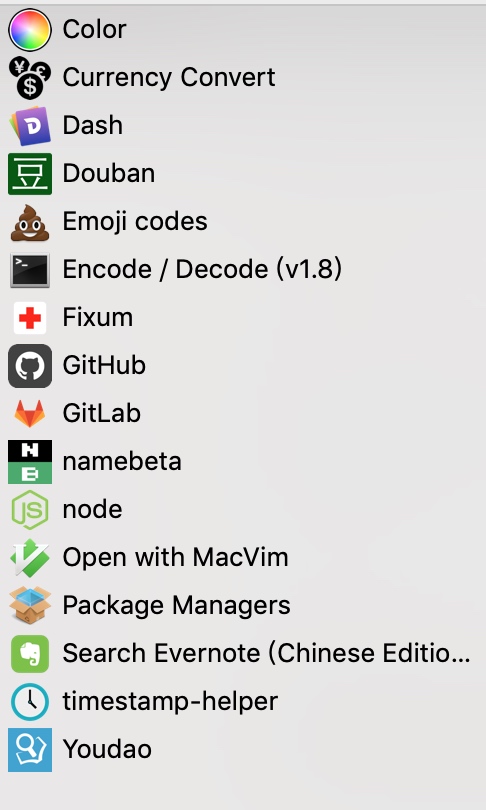 Color
Currency Convert
Dash
Douban
Emoji codes
Encode / Decode (v1.8)
Fixum
GitHub
GitLab
namebeta
node
Open with MacVim
Package Managers
Search Evernote (Chinese Editio...
timestamp-helper
Youdao